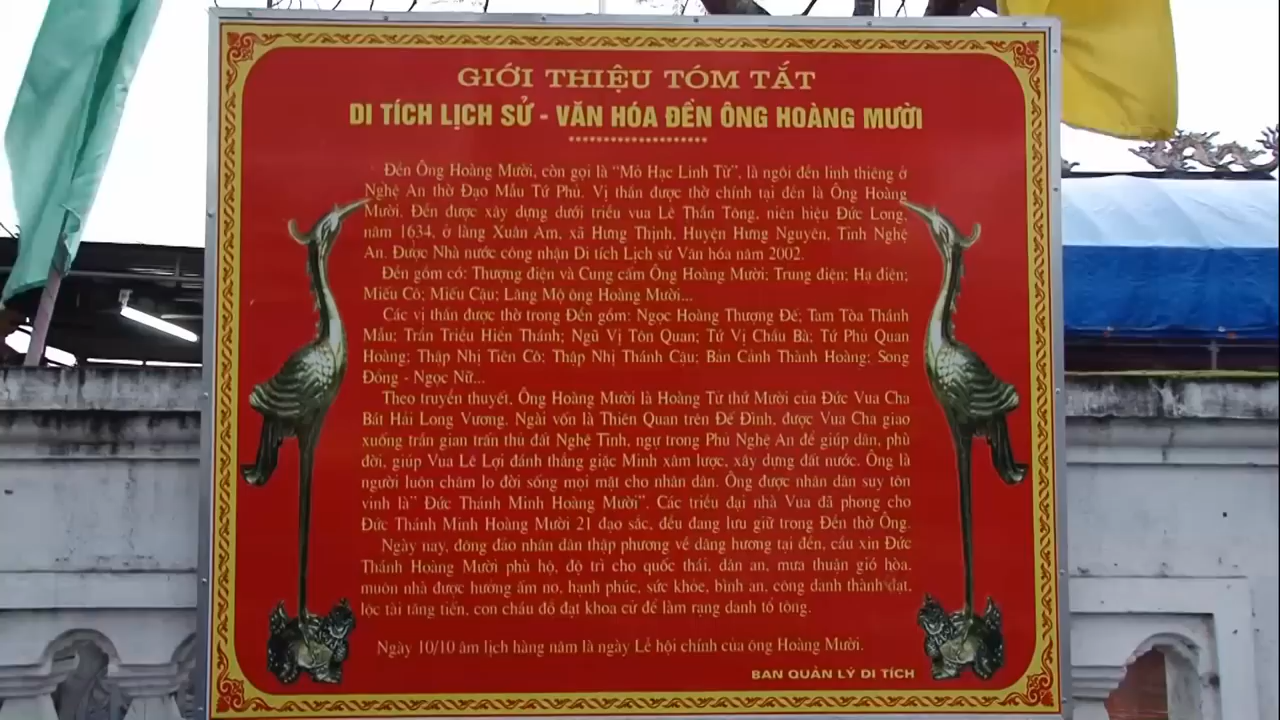 GIỚI THIỆU TÓM TẮT
DI TÍCH LỊCH SỬ - VĂN HÓA ĐỀN ÔNG HOÀNG MƯỜI
Đền Ông Hoàng Mười, còn gọi là "Mỏ Hạc Linh Từ", là ngôi đền linh thiêng ở
Nghệ An thờ Đạo Mẫu Tứ Phủ. Vị thần được thờ chính tại đền là Ông Hoàng
Mười. Đền được xây dựng dưới triều vua Lê Thần Tông, niên hiệu Đức Long,
năm 1634, ở làng Xuân Am, xã Hưng Thịnh, Huyện Hưng Nguyên, Tỉnh Nghệ
An. Được Nhà nước công nhận Di tích Lịch sử Văn hóa năm 2002.
Đền gồm có: Thượng điện và Cung cấm Ông Hoàng Mười; Trung điện; Hạ điện;
Miếu Cô; Miếu Cậu; Lăng Mộ ông Hoàng Mười...
Các vị thần được thờ trong Đền gồm: Ngọc Hoàng Thượng Đế; Tam Tòa Thánh
Mẫu; Trần Triều Hiển Thánh; Ngũ Vị Tôn Quan; Tứ Vị Chầu Bà; Tứ Phủ Quan
Hoàng; Thập Nhị Tiên Cô; Thập Nhị Thánh Cậu; Bản Cảnh Thành Hoàng; Song
Đồng - Ngọc Nữ...
Theo truyền thuyết, Ông Hoàng Mười là Hoàng Tử thứ Mười của Đức Vua Cha
Bát Hải Long Vương. Ngài vốn là Thiên Quan trên Đế Đình, được Vua Cha giao
xuống trần gian trấn thủ đất Nghệ Tĩnh, ngự trong Phủ Nghệ An để giúp dân, phù
đời, giúp Vua Lê Lợi đánh thắng giặc Minh xâm lược, xây dựng đất nước. Ông là
người luôn chăm lo đời sống mọi mặt cho nhân dân. Ông được nhân dân suy tôn
vinh là" Đức Thánh Minh Hoàng Mười". Các triều đại nhà Vua đã phong cho
Đức Thánh Minh Hoàng Mười 21 đạo sắc, đều đang lưu giữ trong Đền thờ Ông.
Ngày nay, đông đảo nhân dân thập phương về dâng hương tại đền, cầu xin Đức
Thánh Hoàng Mười phù hộ, độ trì cho quốc thái, dân an, mưa thuận gió hòa,
muôn nhà được hưởng ấm no, hạnh phúc, sức khỏe, bình an, công danh thành đạt,
lộc tài tăng tiến, con cháu đỗ đạt khoa cử để làm rạng danh tổ tông.
Ngày 10/10 âm lịch hàng năm là ngày Lễ hội chính của ông Hoàng Mười.
BAN QUẢN LÝ DI TÍCH